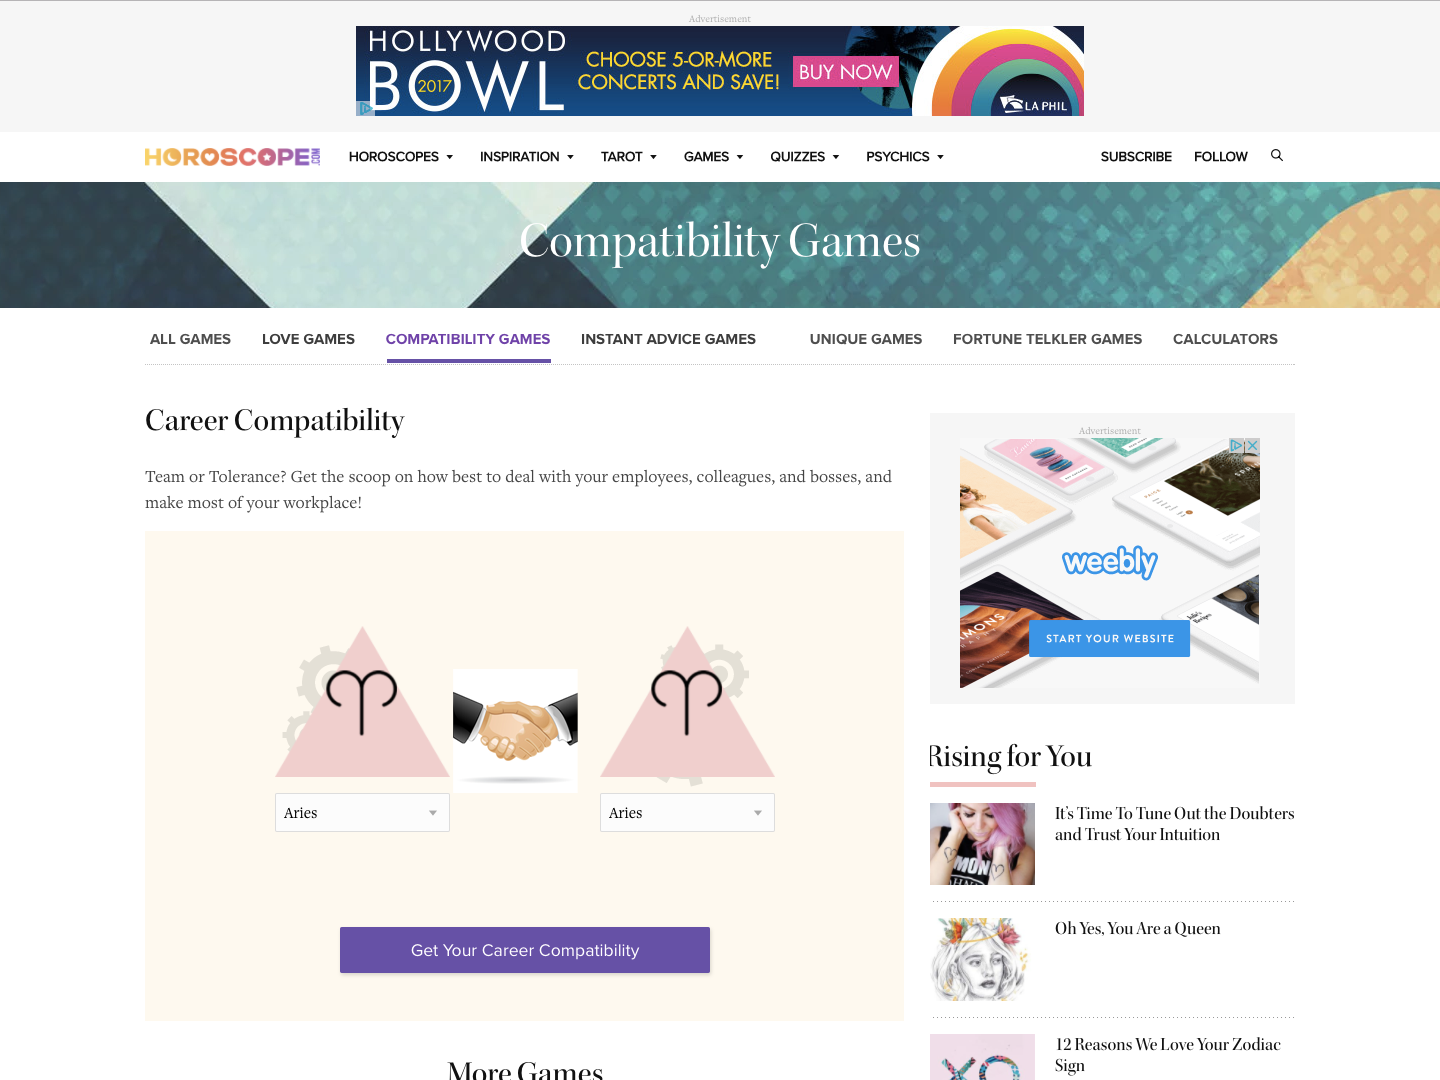 Advertisement
HOLLYWOOD
BOWL
2017
CHOOSE 5-OR-MORE
CONCERTS AND SAVE!
BUY NOW
LA PHIL
HOROSCOPE.COM
HOROSCOPES
INSPIRATION
TAROT
GAMES
QUIZZES
PSYCHICS
SUBSCRIBE
FOLLOW
Compatibility Games
ALL GAMES
LOVE GAMES
COMPATIBILITY GAMES
INSTANT ADVICE GAMES
UNIQUE GAMES
FORTUNE TELKLER GAMES
CALCULATORS
Career Compatibility
Team or Tolerance? Get the scoop on how best to deal with your employees, colleagues, and bosses, and
make most of your workplace!
Aries
Aries
Get Your Career Compatibility
More Games
Advertisement
weebly
START YOUR WEBSITE
Rising for You
It's Time To Tune Out the Doubters
and Trust Your Intuition
Oh Yes, You Are a Queen
12 Reasons We Love Your Zodiac
Sign
XO